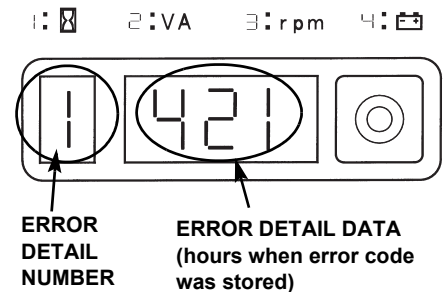 1: 2:VA 3:rpm 4:
1 421
ERROR DETAIL NUMBER
ERROR DETAIL DATA
(hours when error code
was stored)